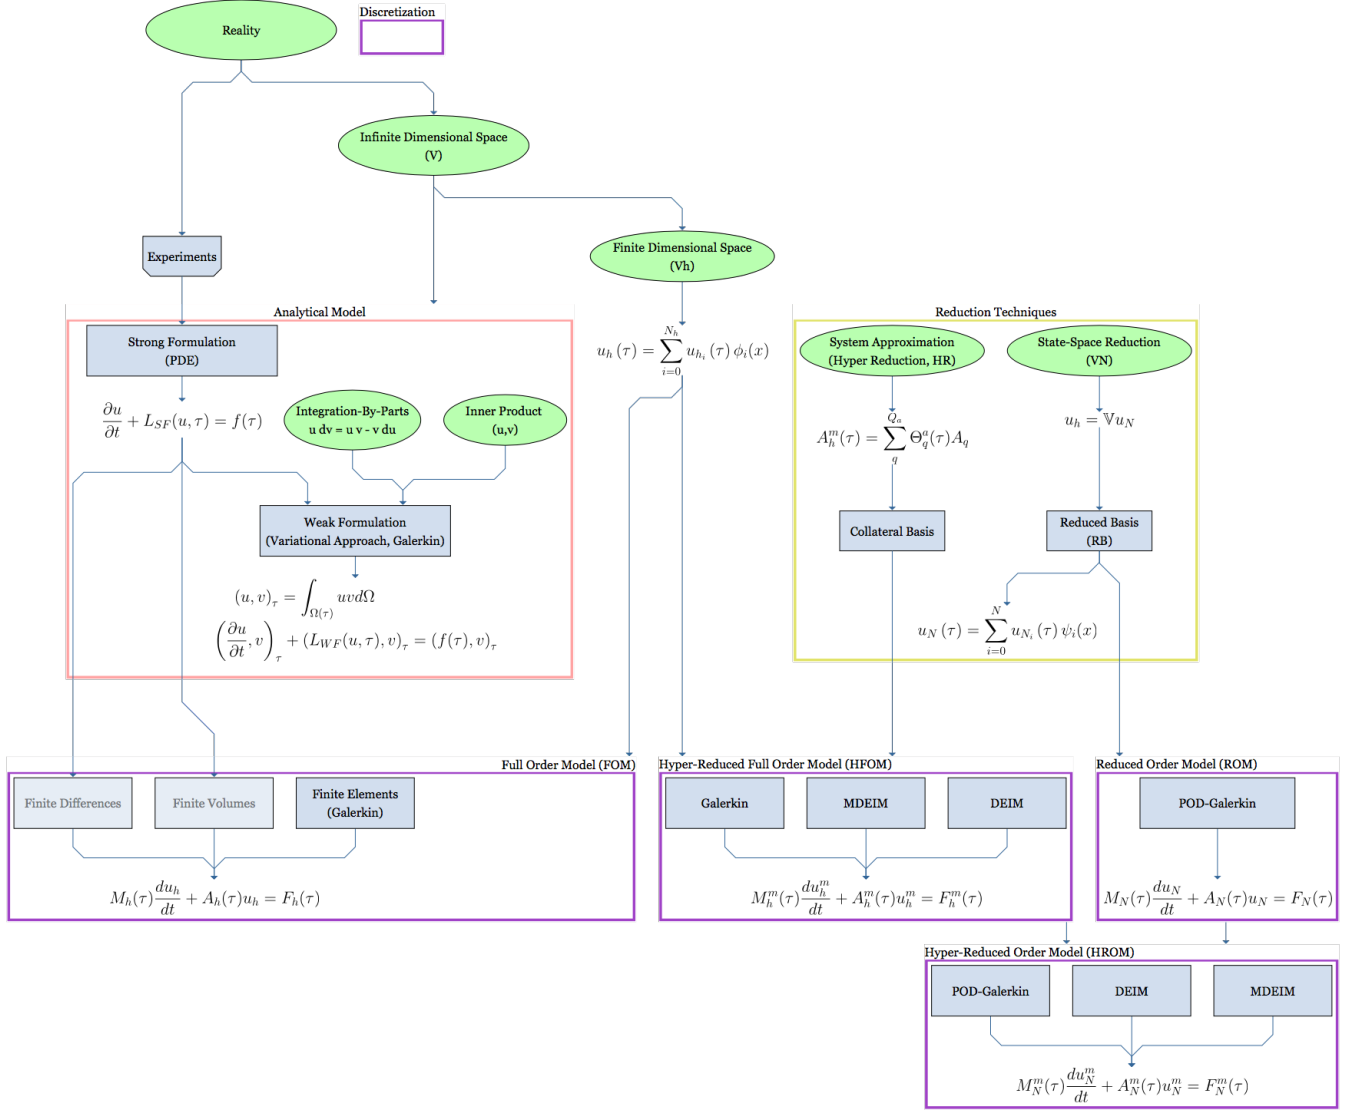 Reality
Discretization
Infinite Dimensional Space
(V)
Experiments
Finite Dimensional Space
(Vh)
Analytical Model
Strong Formulation
(PDE)
∂u/∂t + L_{SF}(u, τ) = f(τ)
Integration-By-Parts
u dv = u v - v du
Inner Product
(u,v)
Weak Formulation
(Variational Approach, Galerkin)
(u, v)_τ = ∫_{Ω(τ)} uvdΩ
(∂u/∂t, v)_τ + (L_{WF}(u, τ), v)_τ = (f(τ), v)_τ
u_h (τ) = ∑_{i=0}^{N_h} u_{h_i} (τ) ϕ_i(x)
Reduction Techniques
System Approximation
(Hyper Reduction, HR)
A_h^m(τ) = ∑_q^{Q_a} Θ_q^a(τ)A_q
Collateral Basis
State-Space Reduction
(VN)
u_h = 𝕍u_N
Reduced Basis
(RB)
u_N (τ) = ∑_{i=0}^{N} u_{N_i} (τ) ψ_i(x)
Full Order Model (FOM)
Finite Differences
Finite Volumes
Finite Elements
(Galerkin)
M_h(τ) du_h/dt + A_h(τ)u_h = F_h(τ)
Hyper-Reduced Full Order Model (HFOM)
Galerkin
MDEIM
DEIM
M_h^m(τ) du_h^m/dt + A_h^m(τ)u_h^m = F_h^m(τ)
Reduced Order Model (ROM)
POD-Galerkin
M_N(τ) du_N/dt + A_N(τ)u_N = F_N(τ)
Hyper-Reduced Order Model (HROM)
POD-Galerkin
DEIM
MDEIM
M_N^m(τ) du_N^m/dt + A_N^m(τ)u_N^m = F_N^m(τ)